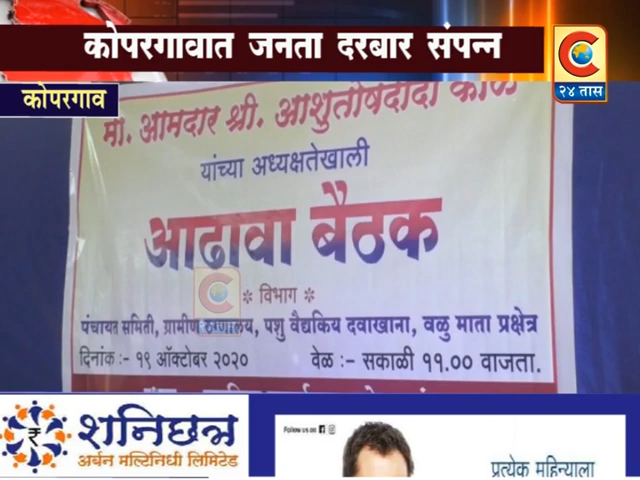 कोपरगावात जनता दरबार संपन्न
C
२४ तास
कोपरगाव
मा. आमदार श्री. आशुतोषदादा काळे
यांच्या अध्यक्षतेखाली
आढावा बैठक
* विभाग *
पंचायत समिती, ग्रामीण रुग्णालय, पशु वैद्यकिय दवाखाना, वळु माता प्रक्षेत्र
दिनांक :- १९ ऑक्टोबर २०२० वेळ :- सकाळी ११.०० वाजता.
शनिछत्र
अर्बन मल्टिनिधी लिमिटेड
Follow us on
प्रत्येक महिन्याला